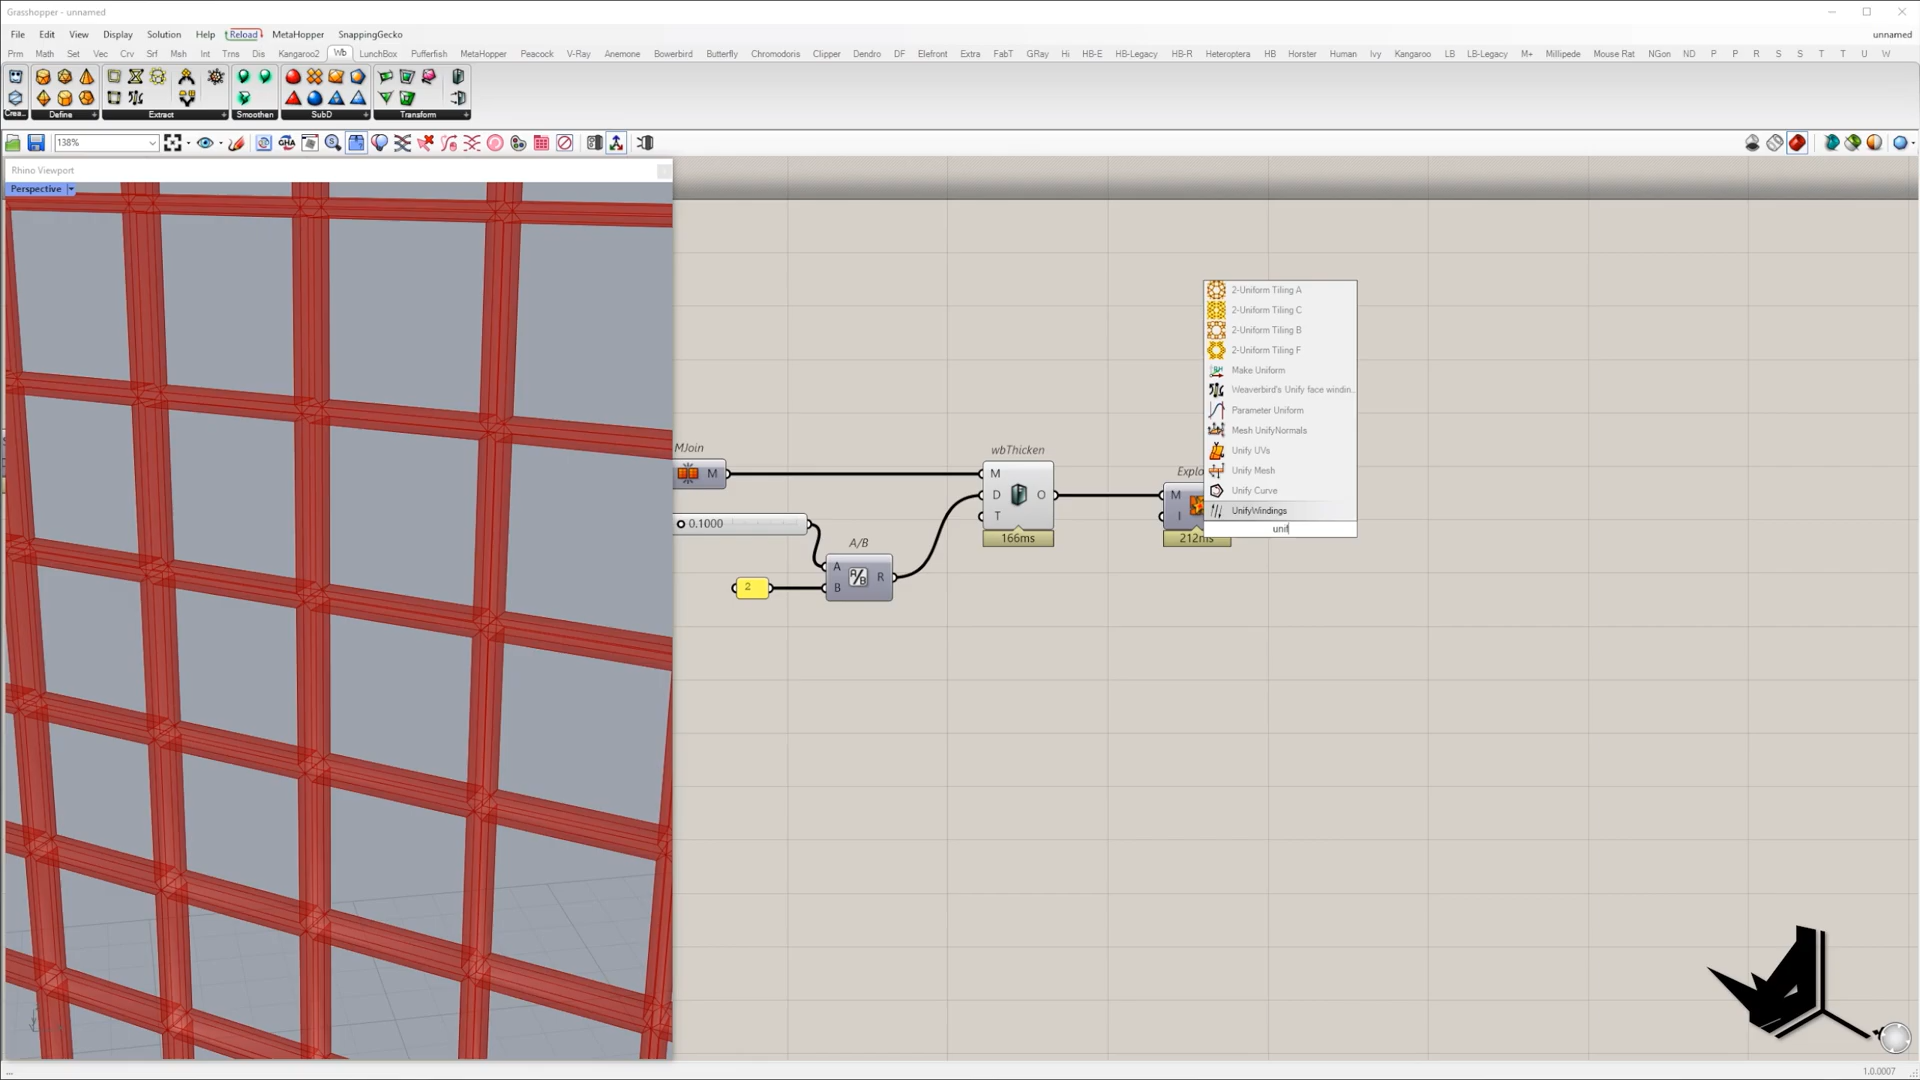 Grasshopper - unnamed
File Edit View Display Solution Help Reload MetaHopper SnappingGecko
unnamed
Prm Math Set Vec Crv Srf Msh Int Trns Dis Kangaroo2 Wb LunchBox Pufferfish MetaHopper Peacock V-Ray Anemone Bowerbird Butterfly Chromodoris Clipper Dendro DF Elefront Extra FabT GRay Hi HB-E HB-Legacy HB-R Heteroptera HB Horster Human Ivy Kangaroo LB LB-Legacy M+ Millipede Mouse Rat NGon ND P P R S S T T U W
Crea... Define Extract Smoothen SubD Transform
138%
GHA
Rhino Viewport
Perspective
2-Uniform Tiling A
2-Uniform Tiling C
2-Uniform Tiling B
2-Uniform Tiling F
Make Uniform
Weaverbird's Unify face windin...
Parameter Uniform
Mesh UnifyNormals
Unify UVs
Unify Mesh
Unify Curve
UnifyWindings
unif
MJoin
M
wbThicken
M
D O
T
166ms
Explo
M
I
212ms
0.1000
A/B
A
A/B R
B
2
...
1.0.0007